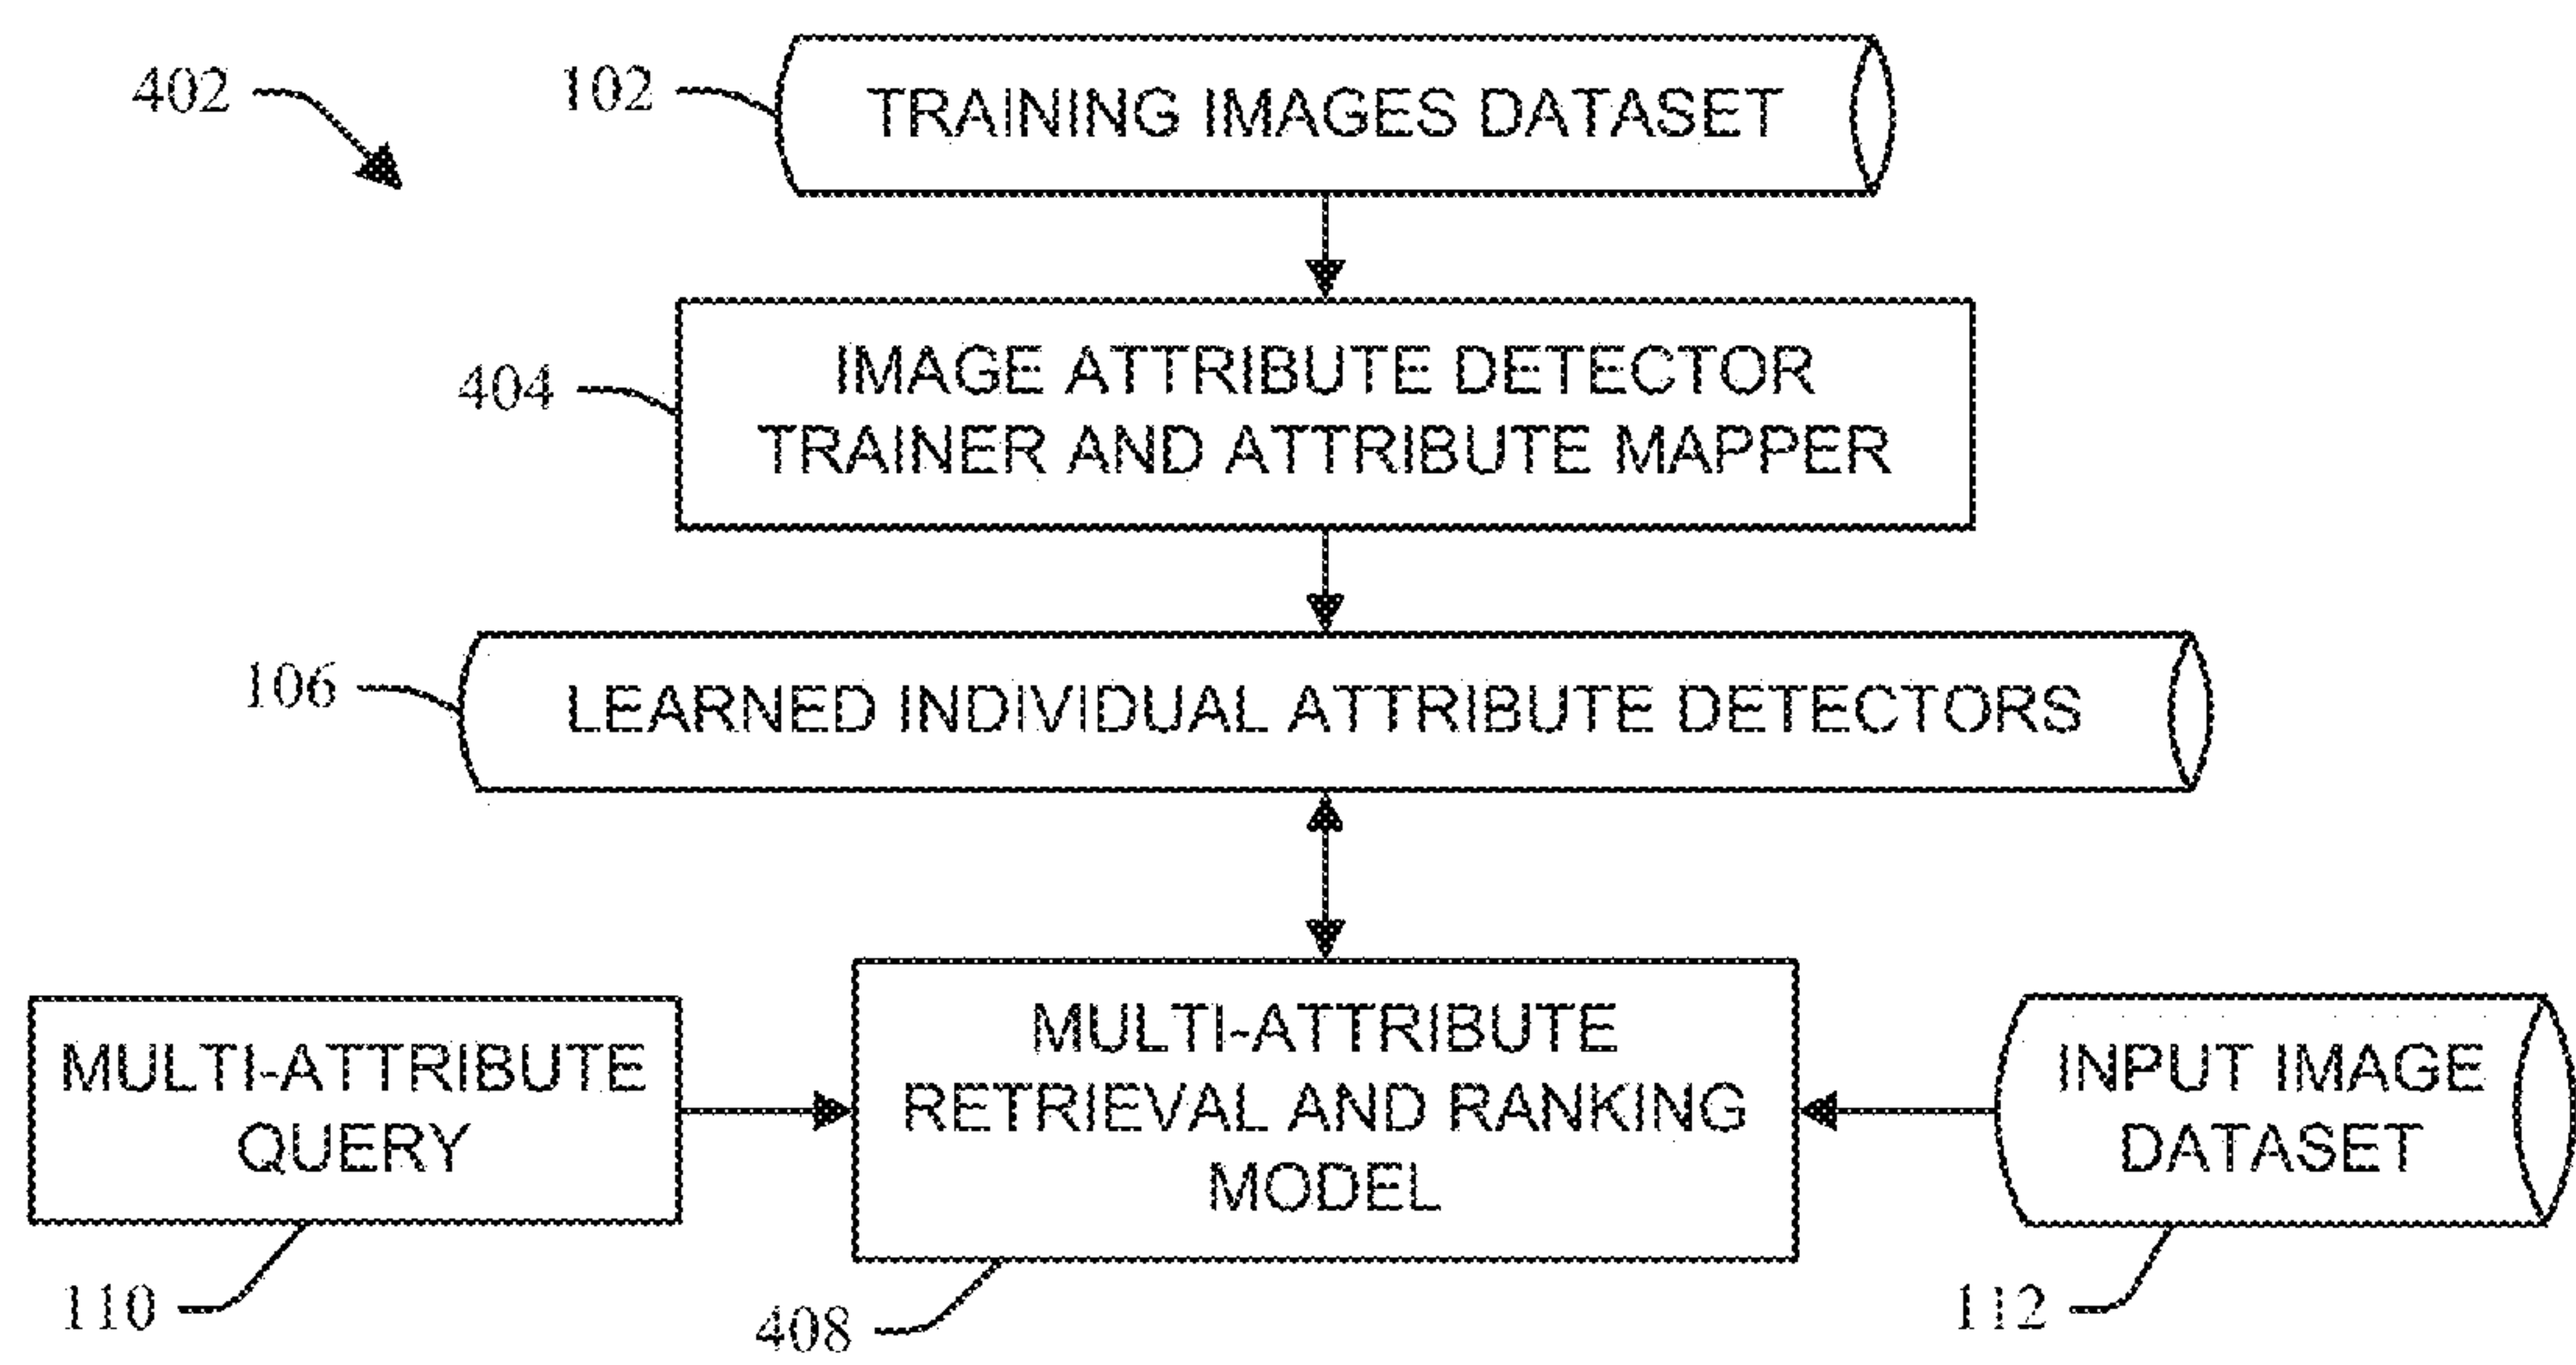 402
102
TRAINING IMAGES DATASET
404
IMAGE ATTRIBUTE DETECTOR
TRAINER AND ATTRIBUTE MAPPER
106
LEARNED INDIVIDUAL ATTRIBUTE DETECTORS
MULTI-ATTRIBUTE
QUERY
110
MULTI-ATTRIBUTE
RETRIEVAL AND RANKING
MODEL
408
INPUT IMAGE
DATASET
112